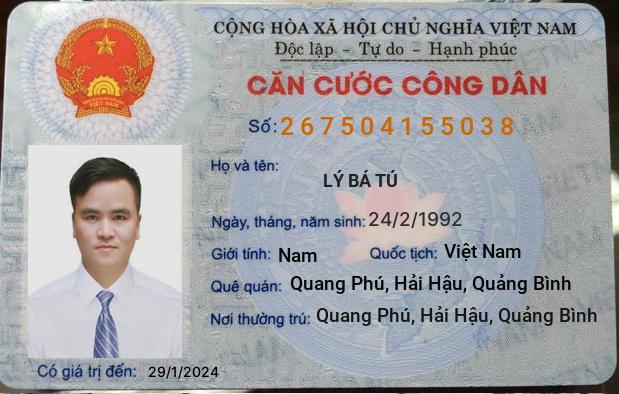 CỘNG HÒA XÃ HỘI CHỦ NGHĨA VIỆT NAM
Độc lập - Tự do - Hạnh phúc
CĂN CƯỚC CÔNG DÂN
Số: 267504155038
Họ và tên:
LÝ BÁ TÚ
Ngày, tháng, năm sinh: 24/2/1992
Giới tính: Nam Quốc tịch: Việt Nam
Quê quán: Quang Phú, Hải Hậu, Quảng Bình
Nơi thường trú: Quang Phú, Hải Hậu, Quảng Bình
Có giá trị đến: 29/1/2024
VIỆT NAM